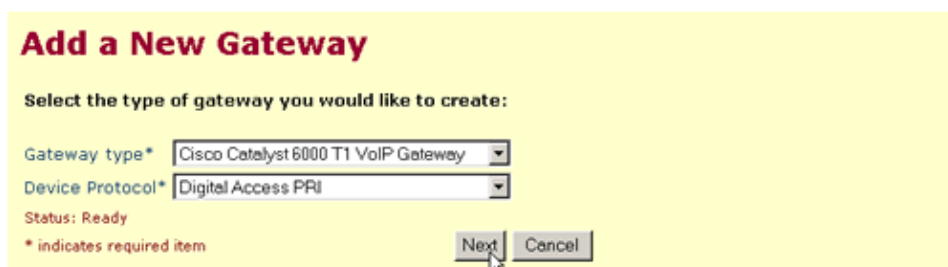 Add a New Gateway
Select the type of gateway you would like to create:
Gateway type* Cisco Catalyst 6000 T1 VoIP Gateway
Device Protocol* Digital Access PRI
Status: Ready
* indicates required item Next Cancel